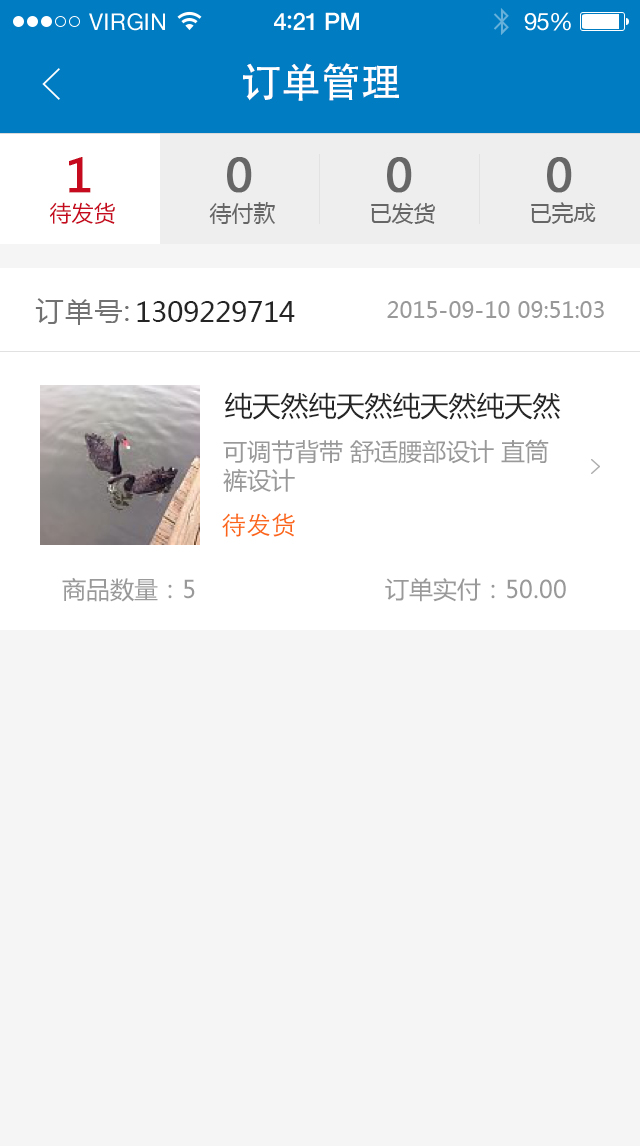 VIRGIN 4:21 PM 95%
订单管理
1 0 0 0
待发货 待付款 已发货 已完成
订单号: 1309229714 2015-09-10 09:51:03
纯天然纯天然纯天然纯天然
可调节背带 舒适腰部设计 直筒
裤设计
待发货
商品数量：5 订单实付：50.00